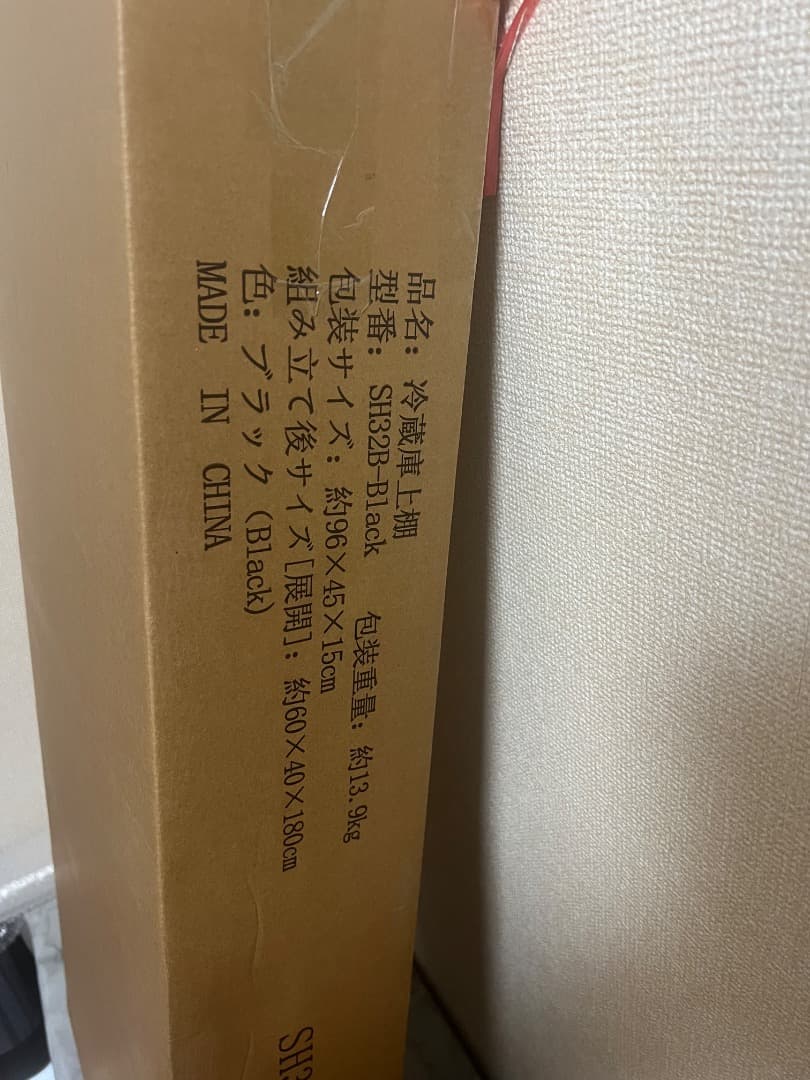 品名: 冷蔵庫上棚
型番: SH32B-Black 包装重量: 約13.9kg
包装サイズ: 約96×45×15cm
組み立て後サイズ[展開]: 約60×40×180cm
色: ブラック(Black)
MADE IN CHINA